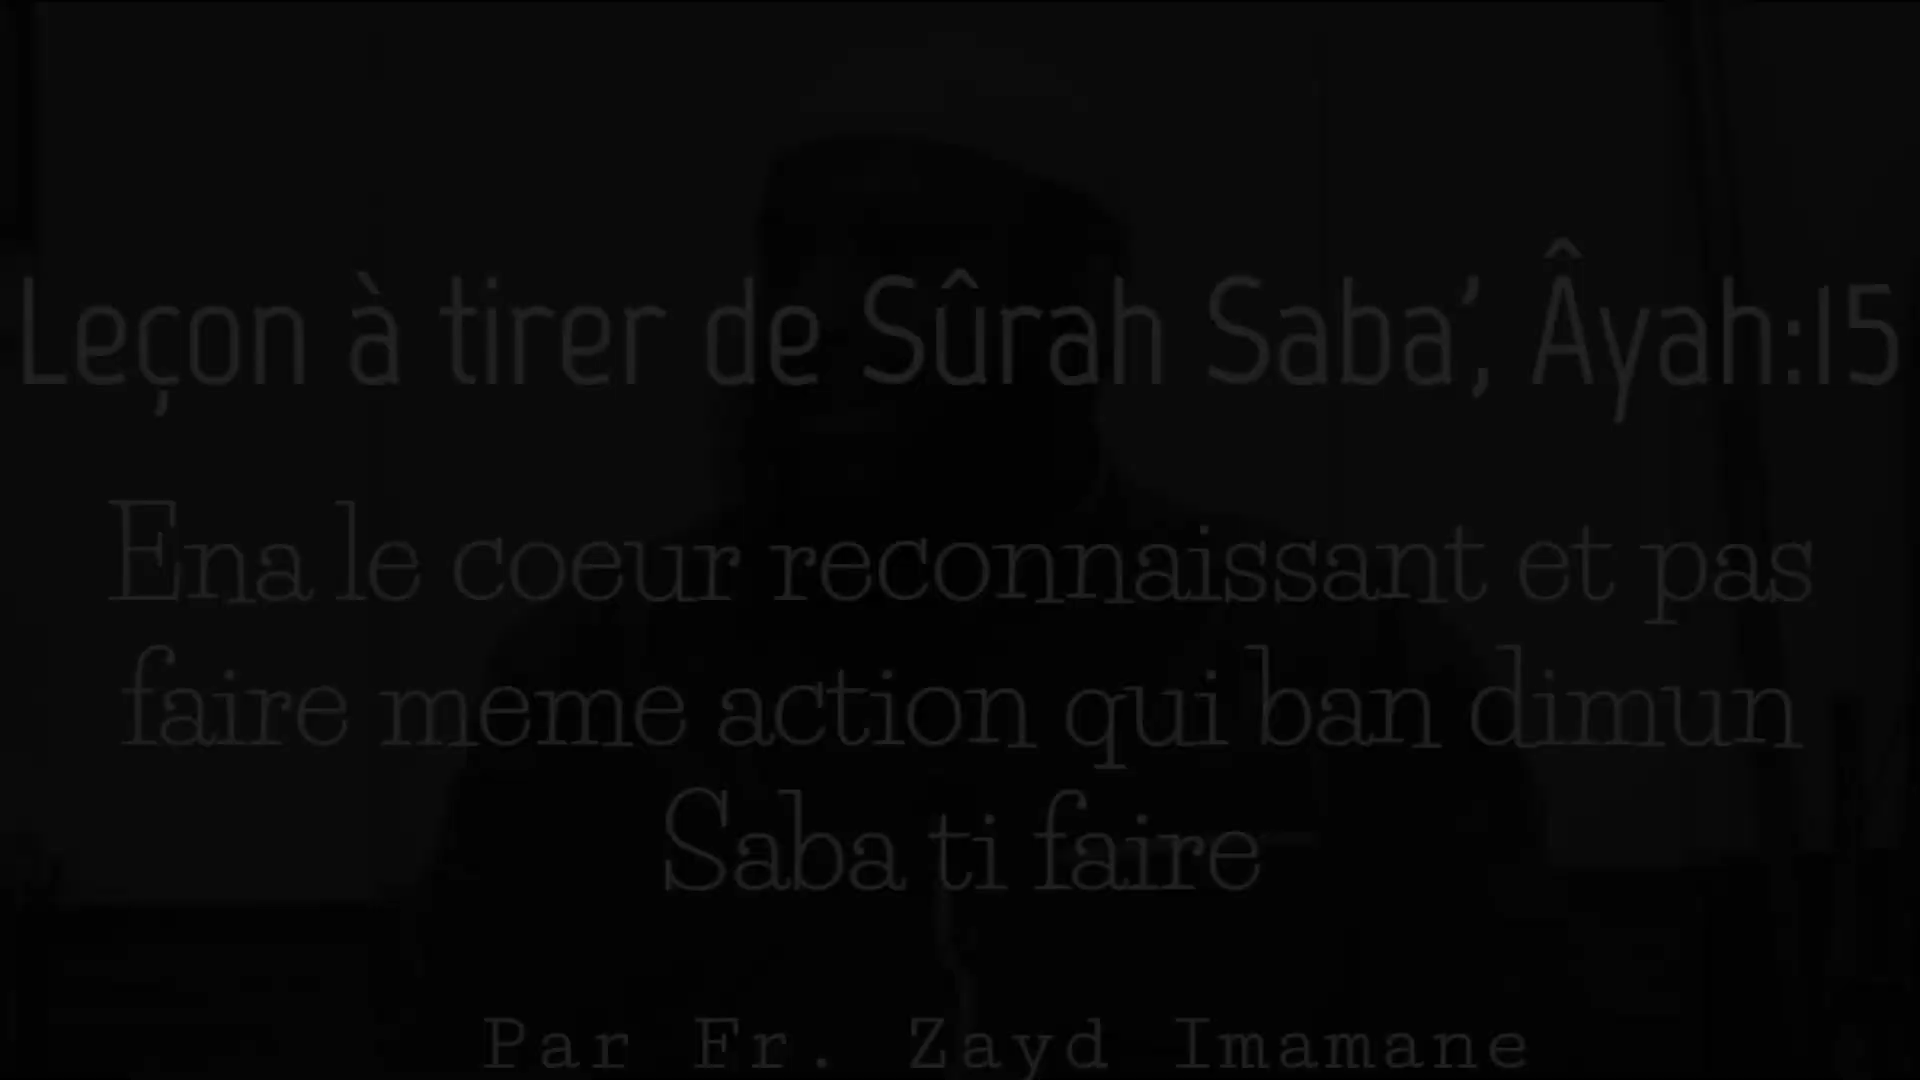 Leçon à tirer de Sûrah Saba’, Âyah:15
Ena le coeur reconnaissant et pas
faire meme action qui ban dimun
Saba ti faire
Par Fr. Zayd Imamane